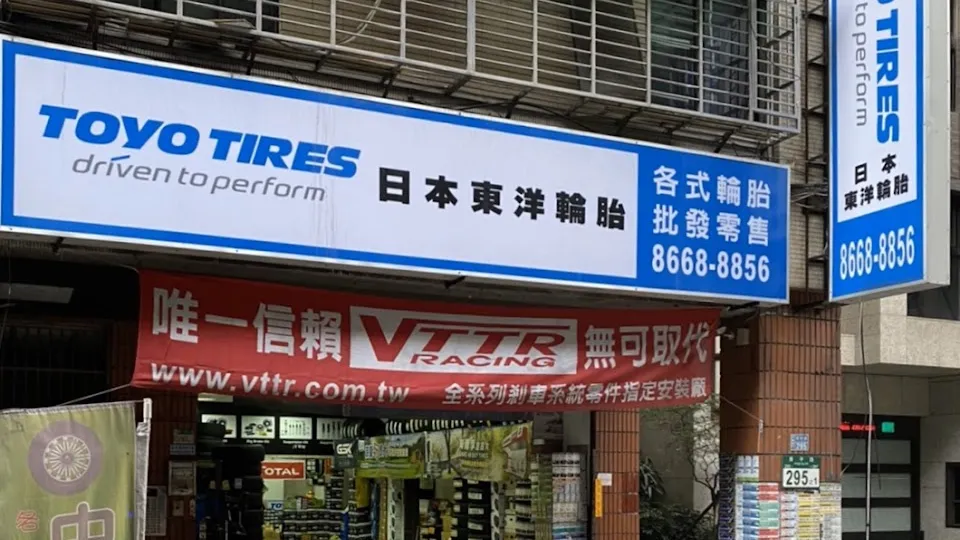 TOYO TIRES
driven to perform
日本東洋輪胎
各式輪胎
批發零售
8668-8856
TIRES
to perform
日本
東洋輪胎
8668-8856
唯一信賴 VTTR RACING 無可取代
www.vttr.com.tw 全系列剎車系統零件指定安裝廠
TOTAL
295
中